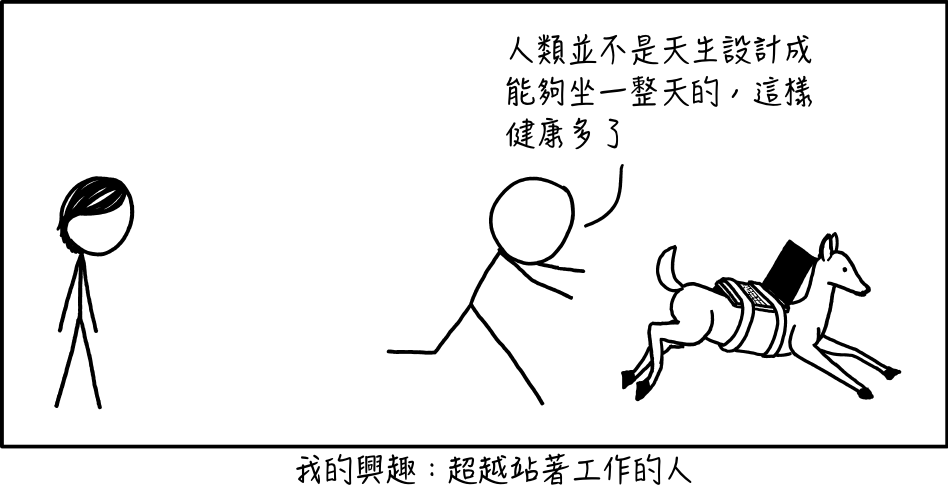 人類並不是天生設計成
能夠坐一整天的，這樣
健康多了
我的興趣：超越站著工作的人